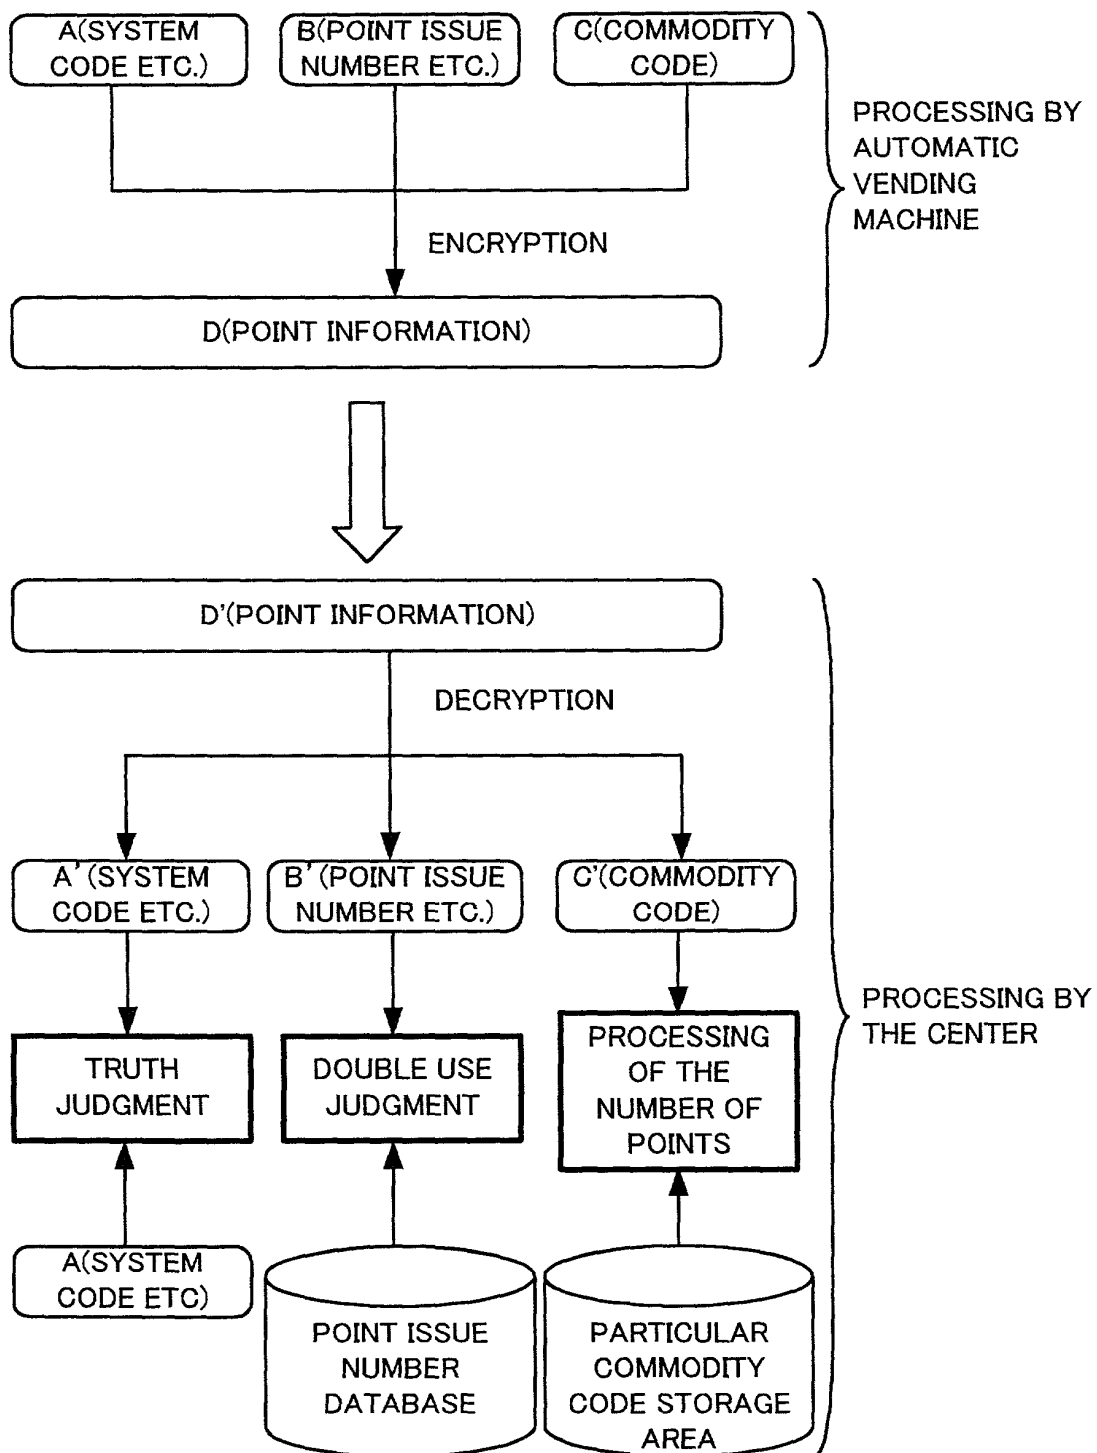 A(SYSTEM
CODE ETC.)
B(POINT ISSUE
NUMBER ETC.)
C(COMMODITY
CODE)
PROCESSING BY
AUTOMATIC
VENDING
MACHINE
ENCRYPTION
D(POINT INFORMATION)
D'(POINT INFORMATION)
DECRYPTION
A'(SYSTEM
CODE ETC.)
B'(POINT ISSUE
NUMBER ETC.)
C'(COMMODITY
CODE)
PROCESSING BY
THE CENTER
TRUTH
JUDGMENT
DOUBLE USE
JUDGMENT
PROCESSING
OF THE
NUMBER OF
POINTS
A(SYSTEM
CODE ETC)
POINT ISSUE
NUMBER
DATABASE
PARTICULAR
COMMODITY
CODE STORAGE
AREA